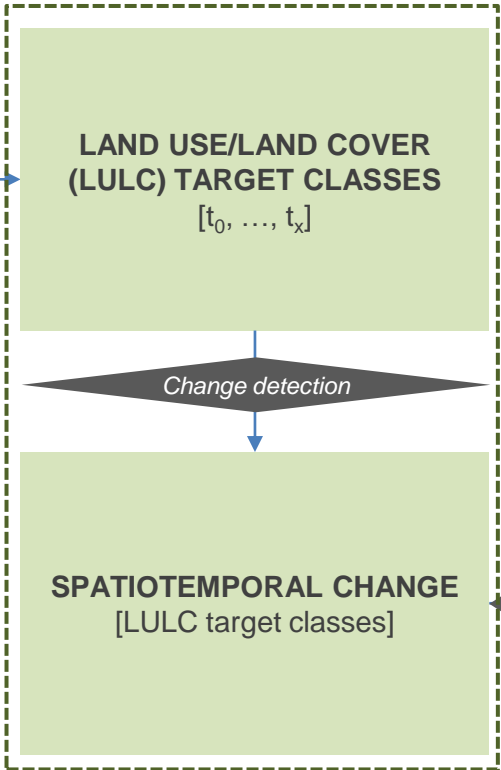 LAND USE/LAND COVER
(LULC) TARGET CLASSES
[t₀, …, tₓ]
Change detection
SPATIOTEMPORAL CHANGE
[LULC target classes]